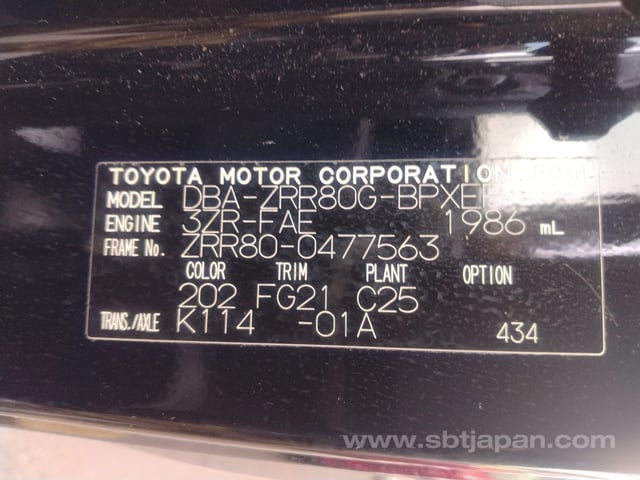 TOYOTA MOTOR CORPORATION
MODEL DBA-ZRR80G-BPXEP
ENGINE 3ZR-FAE 1986 mL
FRAME No. ZRR80-0477563
COLOR TRIM PLANT OPTION
202 FG21 C25
TRANS./AXLE K114 -01A 434
www.sbtjapan.com